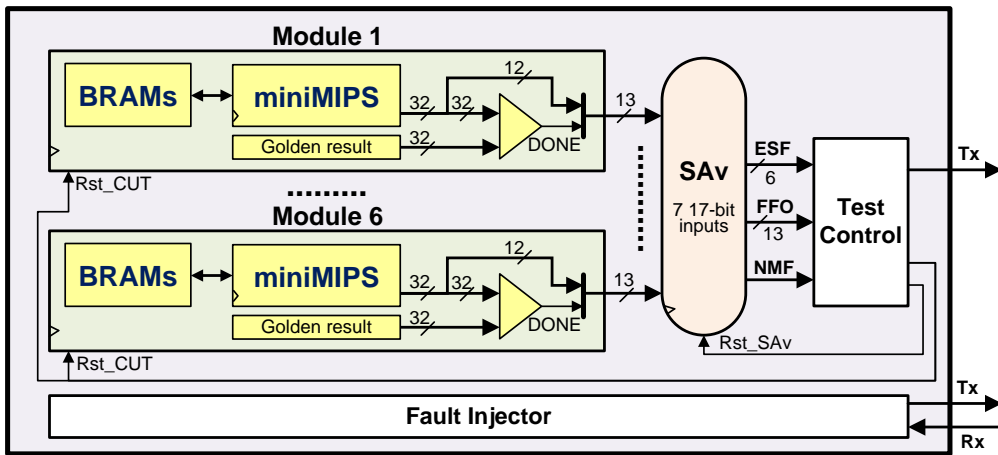 Module 1
BRAMs
miniMIPS
32
32
12
Golden result
32
DONE
13
Rst_CUT
Module 6
BRAMs
miniMIPS
32
32
12
Golden result
32
DONE
13
Rst_CUT
SAv
7 17-bit
inputs
ESF
6
FFO
13
NMF
Rst_SAv
Test
Control
Tx
Fault Injector
Tx
Rx